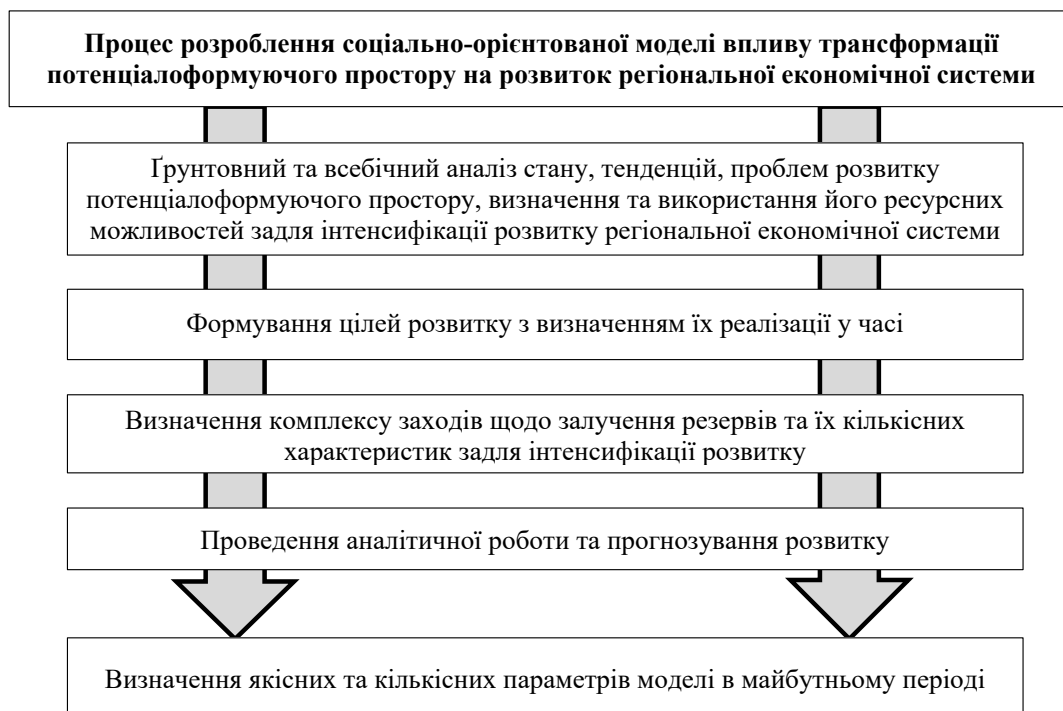 Процес розроблення соціально-орієнтованої моделі впливу трансформації
потенціалоформуючого простору на розвиток регіональної економічної системи
Ґрунтовний та всебічний аналіз стану, тенденцій, проблем розвитку
потенціалоформуючого простору, визначення та використання його ресурсних
можливостей задля інтенсифікації розвитку регіональної економічної системи
Формування цілей розвитку з визначенням їх реалізації у часі
Визначення комплексу заходів щодо залучення резервів та їх кількісних
характеристик задля інтенсифікації розвитку
Проведення аналітичної роботи та прогнозування розвитку
Визначення якісних та кількісних параметрів моделі в майбутньому періоді